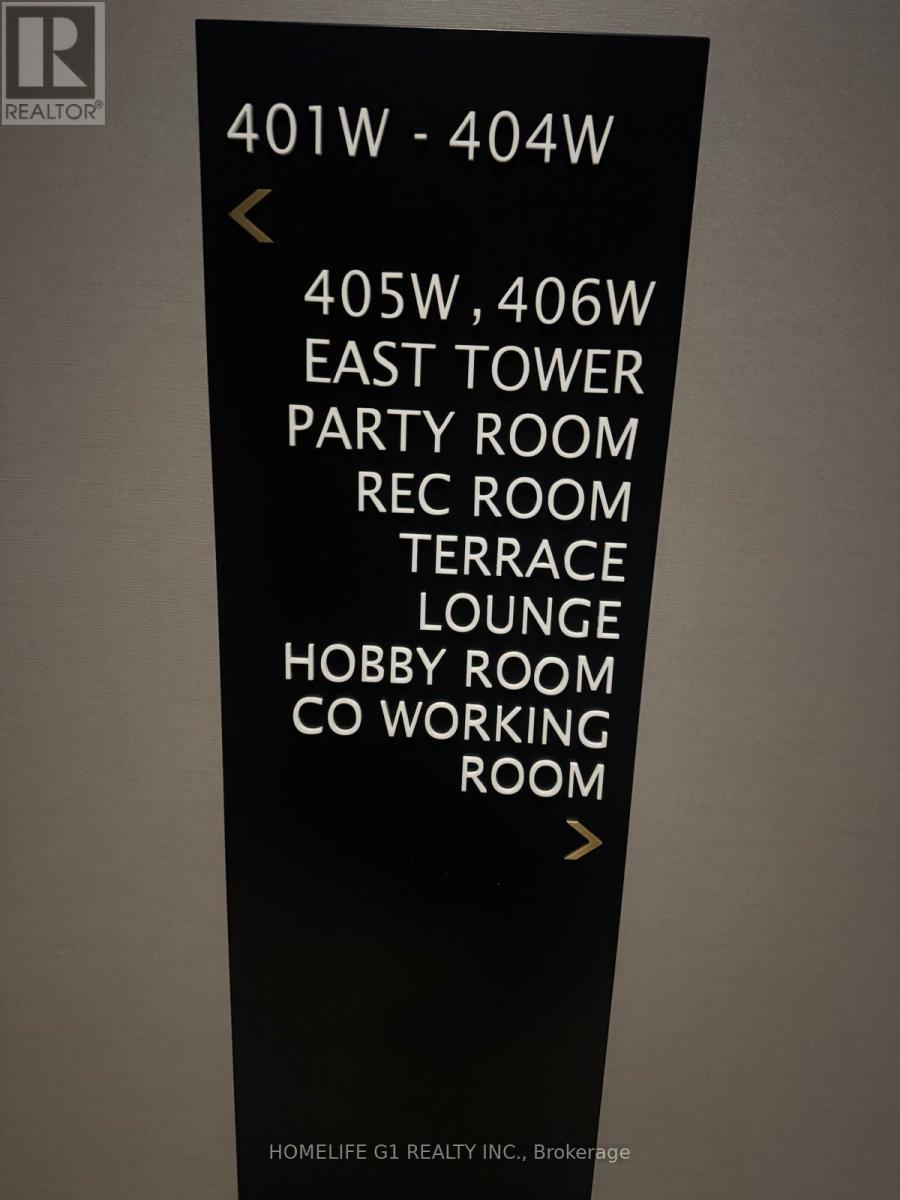 R
REALTOR®
401W - 404W
<
405W , 406W
EAST TOWER
PARTY ROOM
REC ROOM
TERRACE
LOUNGE
HOBBY ROOM
CO WORKING
ROOM
>
HOMELIFE G1 REALTY INC., Brokerage